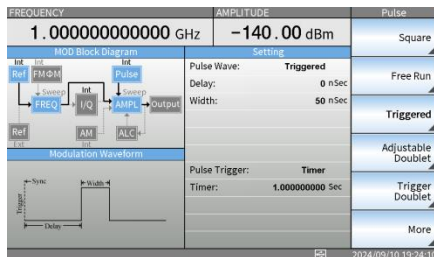 FREQUENCY
AMPLITUDE
Pulse
1.000000000000 GHz
-140.00 dBm
MOD Block Diagram
Int
Int
Int
Ref
FMΦM
Pulse
Sweep
Int
Sweep
FREQ
I/Q
AMPL
Output
Ref
AM
ALC
Ext
Int
Modulation Waveform
Sync
Width
Trigger
Delay
Setting
Pulse Wave: Triggered
Delay: 0 nSec
Width: 50 nSec
Pulse Trigger: Timer
Timer: 1.000000000 Sec
Square
Free Run
Triggered
Adjustable
Doublet
Trigger
Doublet
More
2024/09/10 19:24:10